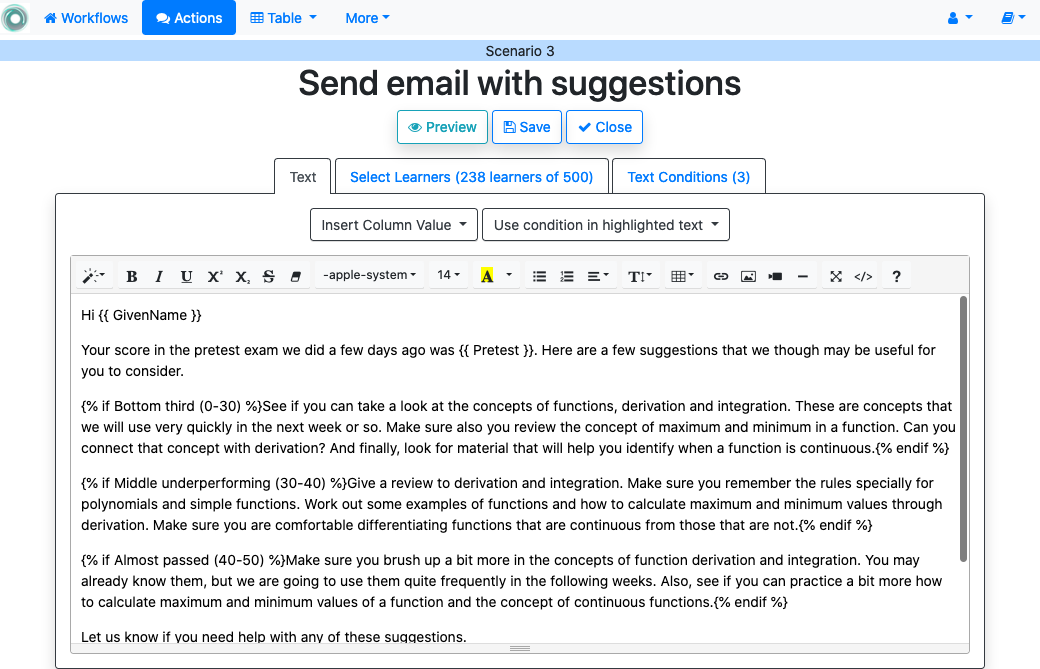 Workflows Actions Table More
Scenario 3
Send email with suggestions
Preview Save Close
Text Select Learners (238 learners of 500) Text Conditions (3)
Insert Column Value Use condition in highlighted text
B I U X² X₂ S -apple-system 14 A T </> ?
Hi {{ GivenName }}
Your score in the pretest exam we did a few days ago was {{ Pretest }}. Here are a few suggestions that we though may be useful for
you to consider.
{% if Bottom third (0-30) %}See if you can take a look at the concepts of functions, derivation and integration. These are concepts that
we will use very quickly in the next week or so. Make sure also you review the concept of maximum and minimum in a function. Can you
connect that concept with derivation? And finally, look for material that will help you identify when a function is continuous.{% endif %}
{% if Middle underperforming (30-40) %}Give a review to derivation and integration. Make sure you remember the rules specially for
polynomials and simple functions. Work out some examples of functions and how to calculate maximum and minimum values through
derivation. Make sure you are comfortable differentiating functions that are continuous from those that are not.{% endif %}
{% if Almost passed (40-50) %}Make sure you brush up a bit more in the concepts of function derivation and integration. You may
already know them, but we are going to use them quite frequently in the following weeks. Also, see if you can practice a bit more how
to calculate maximum and minimum values of a function and the concept of continuous functions.{% endif %}
Let us know if you need help with any of these suggestions.